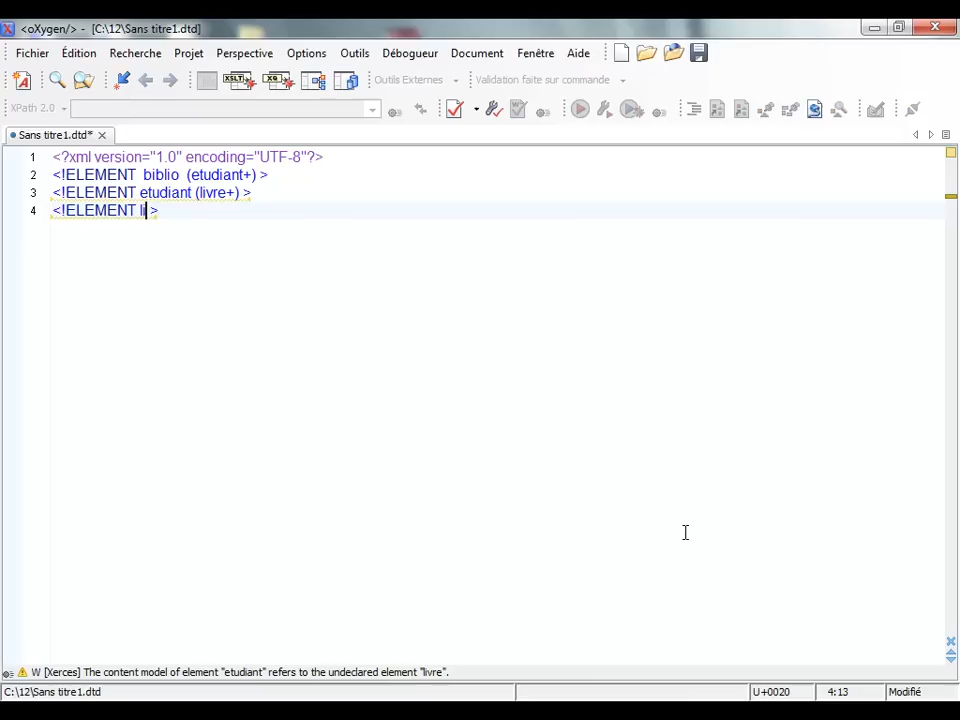 <oXygen/> - [C:\12\Sans titre1.dtd]
Fichier Édition Recherche Projet Perspective Options Outils Débogueur Document Fenêtre Aide
XSLT XQ Outils Externes Validation faite sur commande
XPath 2.0
Sans titre1.dtd*
1 <?xml version="1.0" encoding="UTF-8"?>
2 <!ELEMENT biblio (etudiant+) >
3 <!ELEMENT etudiant (livre+) >
4 <!ELEMENT li >
W [Xerces] The content model of element "etudiant" refers to the undeclared element "livre".
C:\12\Sans titre1.dtd U+0020 4:13 Modifié